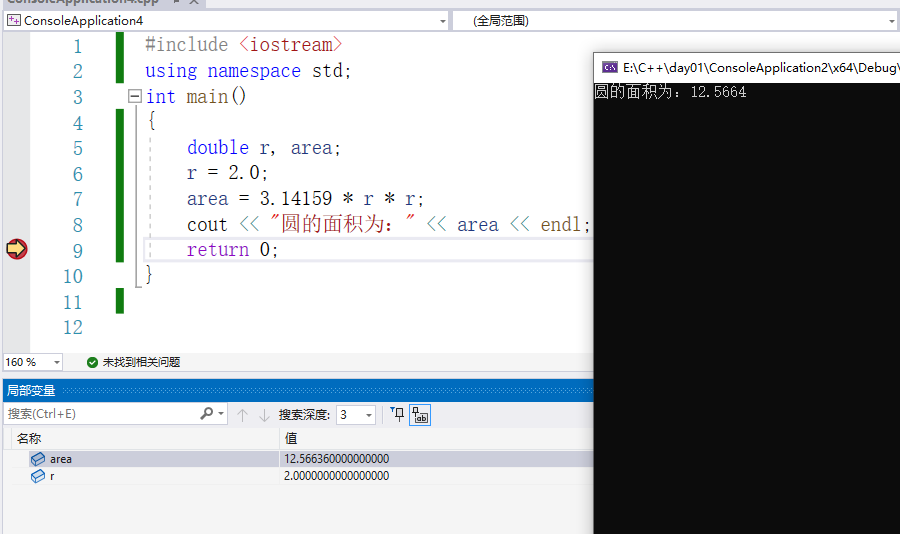 ConsoleApplication4.cpp
ConsoleApplication4
(全局范围)
1 #include <iostream>
2 using namespace std;
3 int main()
4 {
5 double r, area;
6 r = 2.0;
7 area = 3.14159 * r * r;
8 cout << "圆的面积为：" << area << endl;
9 return 0;
10 }
11
12
E:\C++\day01\ConsoleApplication2\x64\Debug\
圆的面积为：12.5664
160 %
未找到相关问题
局部变量
搜索(Ctrl+E)
搜索深度: 3
名称 值
area 12.566360000000000
r 2.0000000000000000